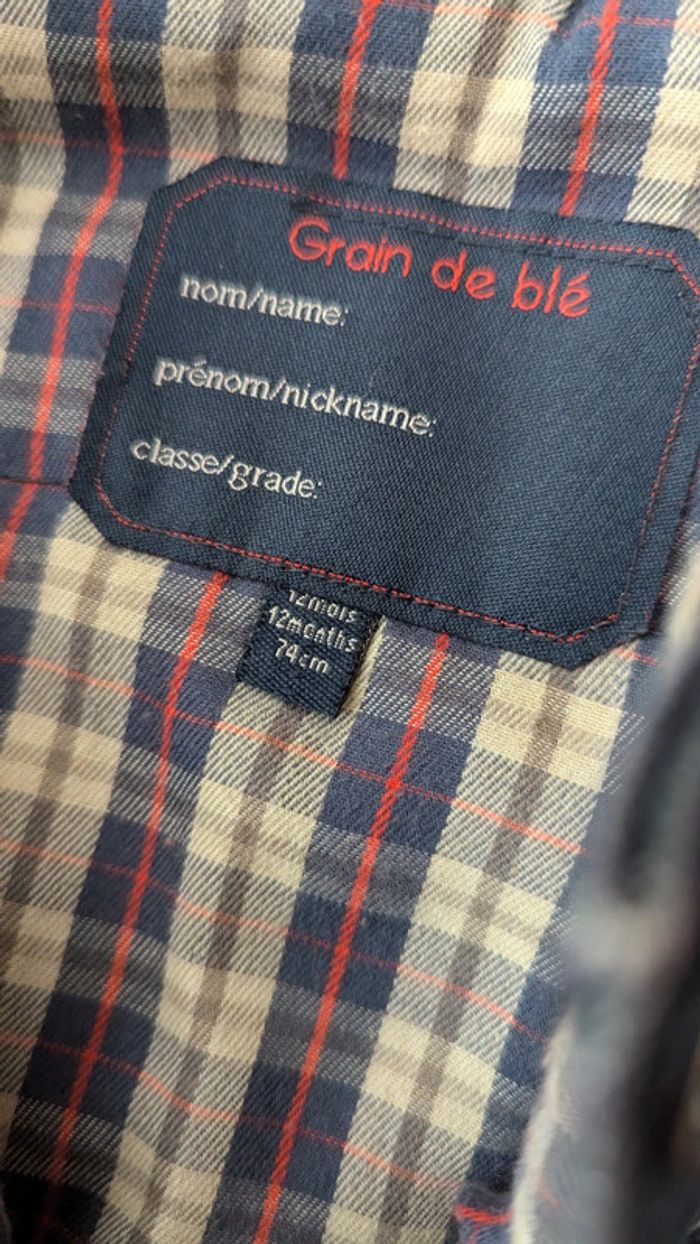 Grain de blé
nom/name:
prénom/nickname:
classe/grade:
12mois
12months
74cm